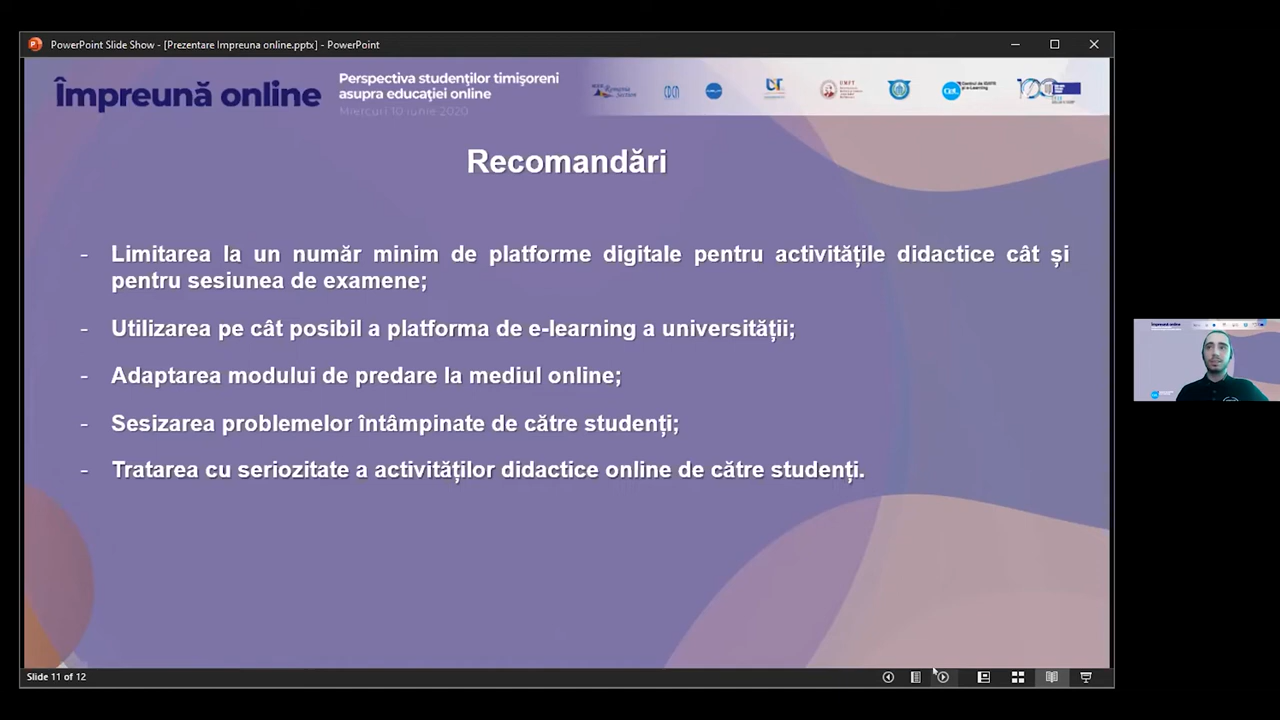 PowerPoint Slide Show - [Prezentare Impreuna online.pptx] - PowerPoint
Împreună online
Perspectiva studenților timișoreni
asupra educației online
Miercuri 10 iunie 2020
Recomandări
- Limitarea la un număr minim de platforme digitale pentru activitățile didactice cât și
pentru sesiunea de examene;
- Utilizarea pe cât posibil a platforma de e-learning a universității;
- Adaptarea modului de predare la mediul online;
- Sesizarea problemelor întâmpinate de către studenți;
- Tratarea cu seriozitate a activităților didactice online de către studenți.
Împreună online
Slide 11 of 12